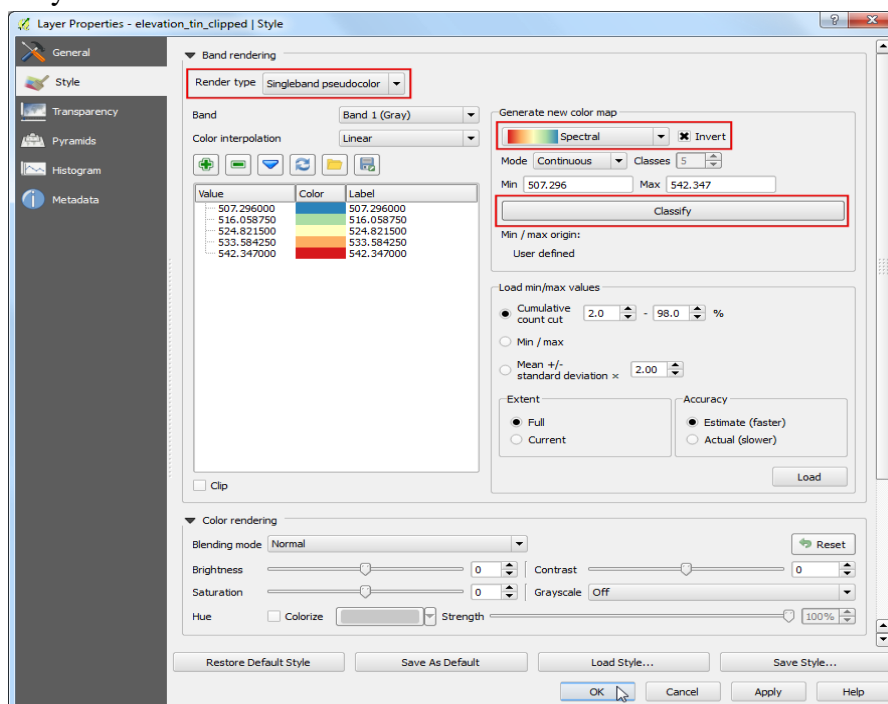 Layer Properties - elevation_tin_clipped | Style
General
Style
Transparency
Pyramids
Histogram
Metadata
Band rendering
Render type Singleband pseudocolor
Band Band 1 (Gray)
Color interpolation Linear
Value Color Label
507.296000 507.296000
516.058750 516.058750
524.821500 524.821500
533.584250 533.584250
542.347000 542.347000
Clip
Generate new color map
Spectral Invert
Mode Continuous Classes 5
Min 507.296 Max 542.347
Classify
Min / max origin:
User defined
Load min/max values
Cumulative
count cut 2.0 - 98.0 %
Min / max
Mean +/-
standard deviation × 2.00
Extent
Full
Current
Accuracy
Estimate (faster)
Actual (slower)
Load
Color rendering
Blending mode Normal Reset
Brightness 0 Contrast 0
Saturation 0 Grayscale Off
Hue Colorize Strength 100%
Restore Default Style Save As Default Load Style... Save Style...
OK Cancel Apply Help